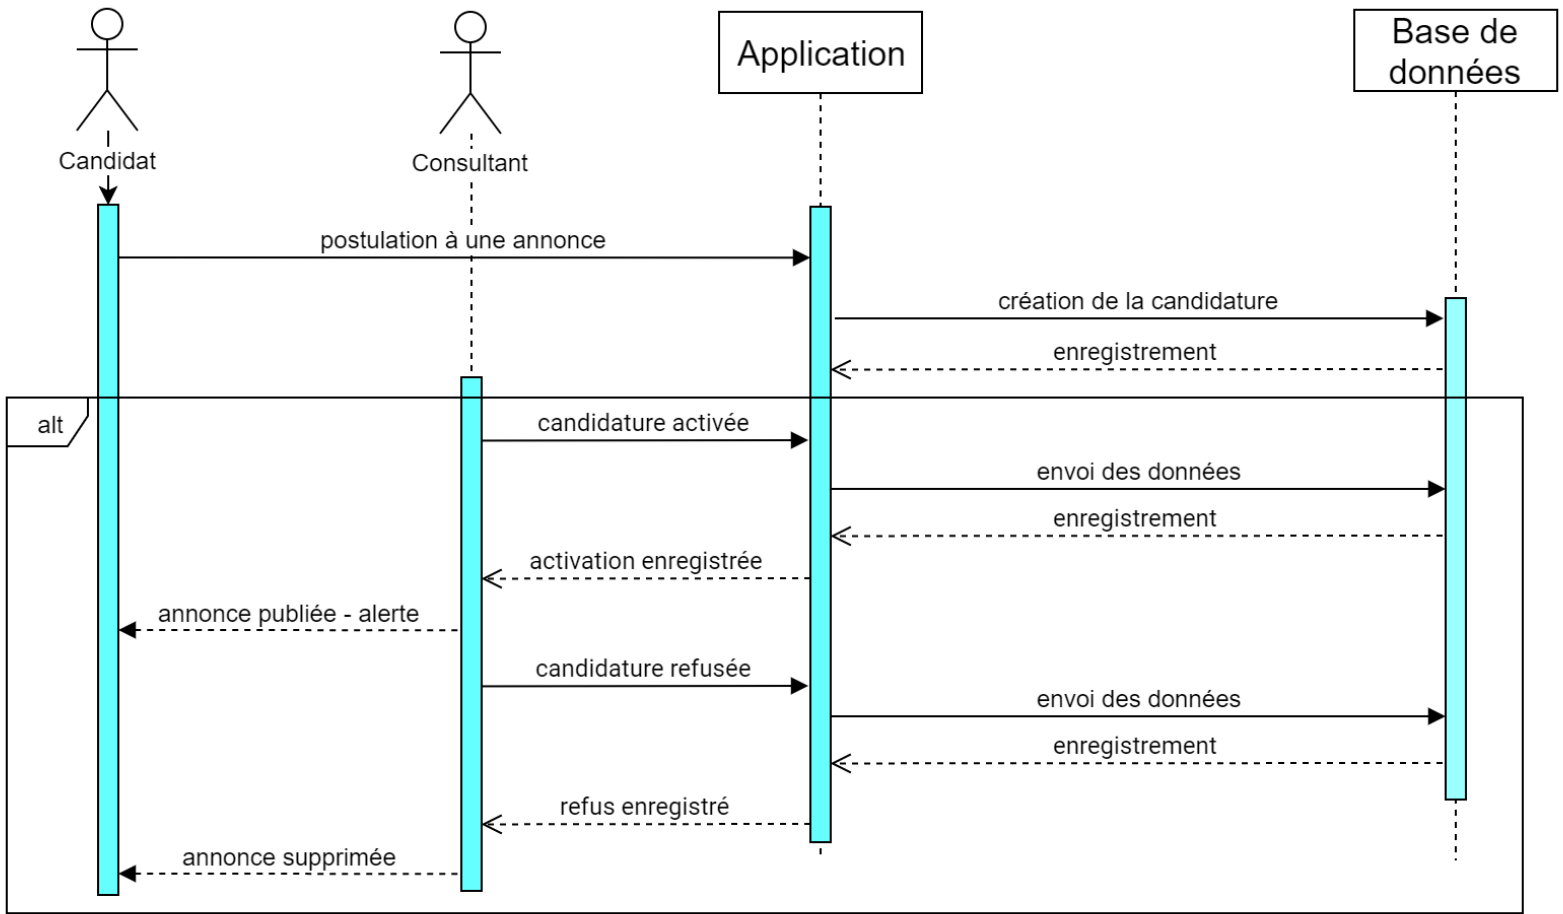 Candidat
Consultant
Application
Base de
données
postulation à une annonce
création de la candidature
enregistrement
alt
candidature activée
envoi des données
enregistrement
activation enregistrée
annonce publiée - alerte
candidature refusée
envoi des données
enregistrement
refus enregistré
annonce supprimée